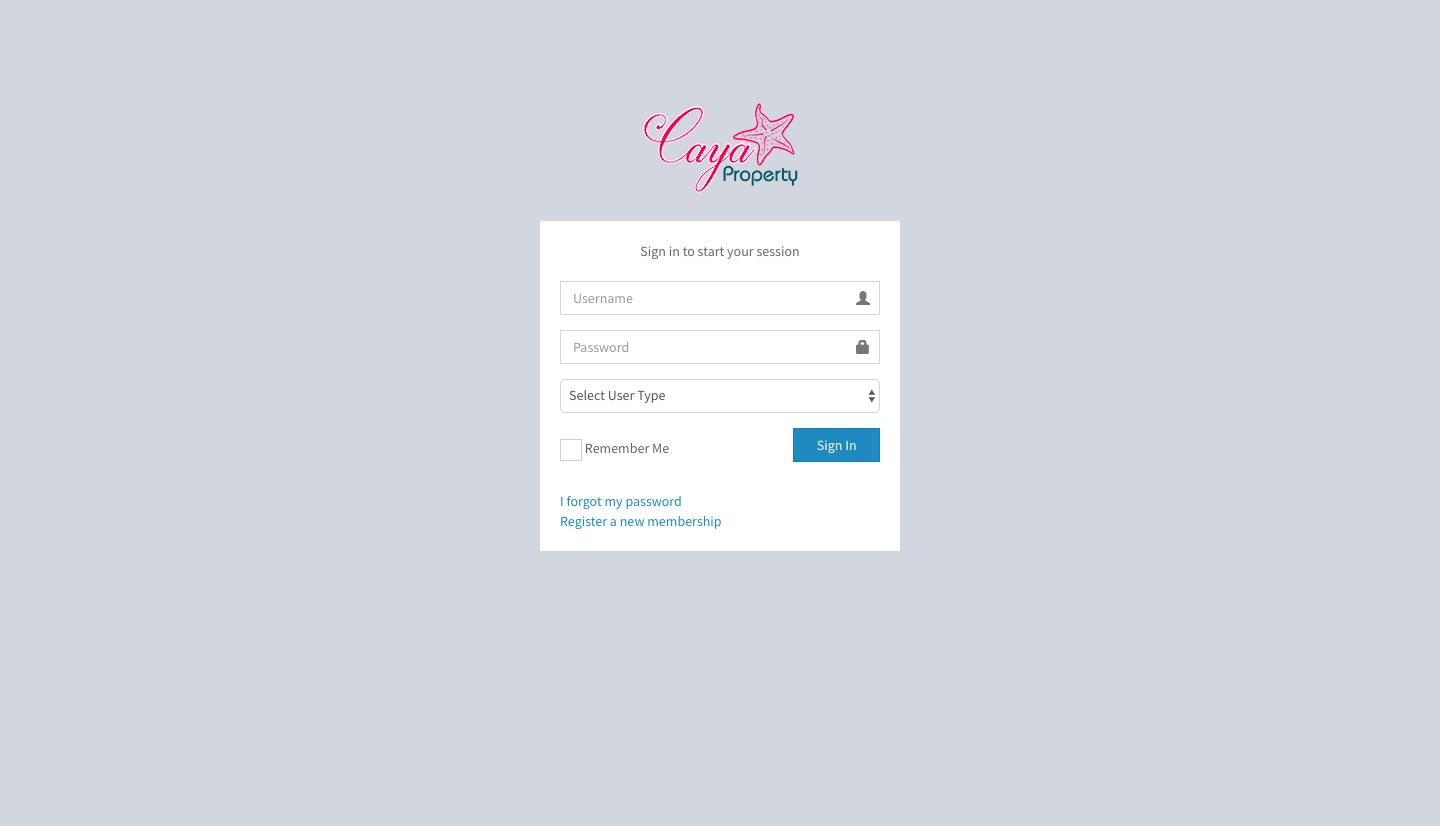 Caya
Property
Sign in to start your session
Username
Password
Select User Type
Remember Me
Sign In
I forgot my password
Register a new membership